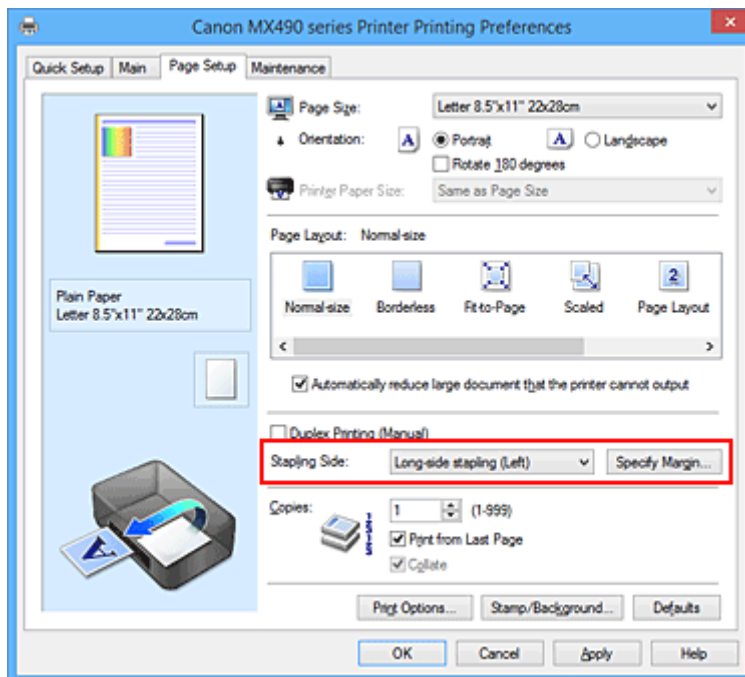 Canon MX490 series Printer Printing Preferences
Quick Setup Main Page Setup Maintenance
Page Size: Letter 8.5"x11" 22x28cm
Orientation: A Portrait A Landscape
Rotate 180 degrees
Printer Paper Size: Same as Page Size
Page Layout: Normal-size
2
Normal-size Borderless Fit-to-Page Scaled Page Layout
Plain Paper
Letter 8.5"x11" 22x28cm
Automatically reduce large document that the printer cannot output
Duplex Printing (Manual)
Stapling Side: Long-side stapling (Left) Specify Margin...
Copies: 1 (1-999)
Print from Last Page
Collate
A
Print Options... Stamp/Background... Defaults
OK Cancel Apply Help